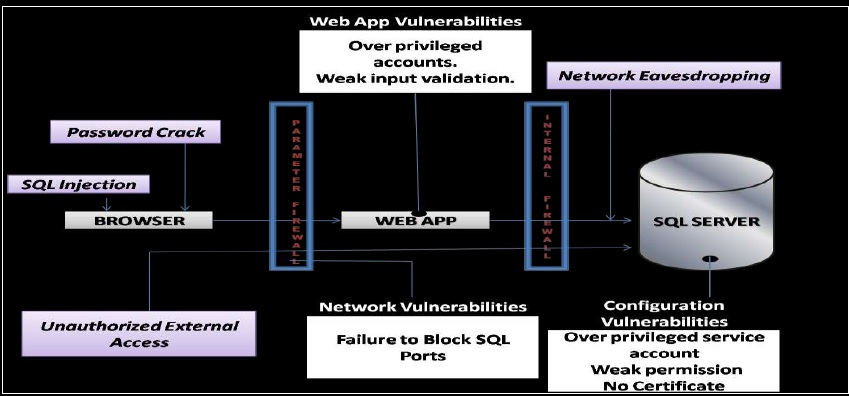 Web App Vulnerabilities
Over privileged
accounts.
Weak input validation.
Network Eavesdropping
Password Crack
SQL Injection
BROWSER
PARAMETER FIREWALL
WEB APP
INTERNAL FIREWALL
SQL SERVER
Unauthorized External
Access
Network Vulnerabilities
Failure to Block SQL
Ports
Configuration
Vulnerabilities
Over privileged service
account
Weak permission
No Certificate